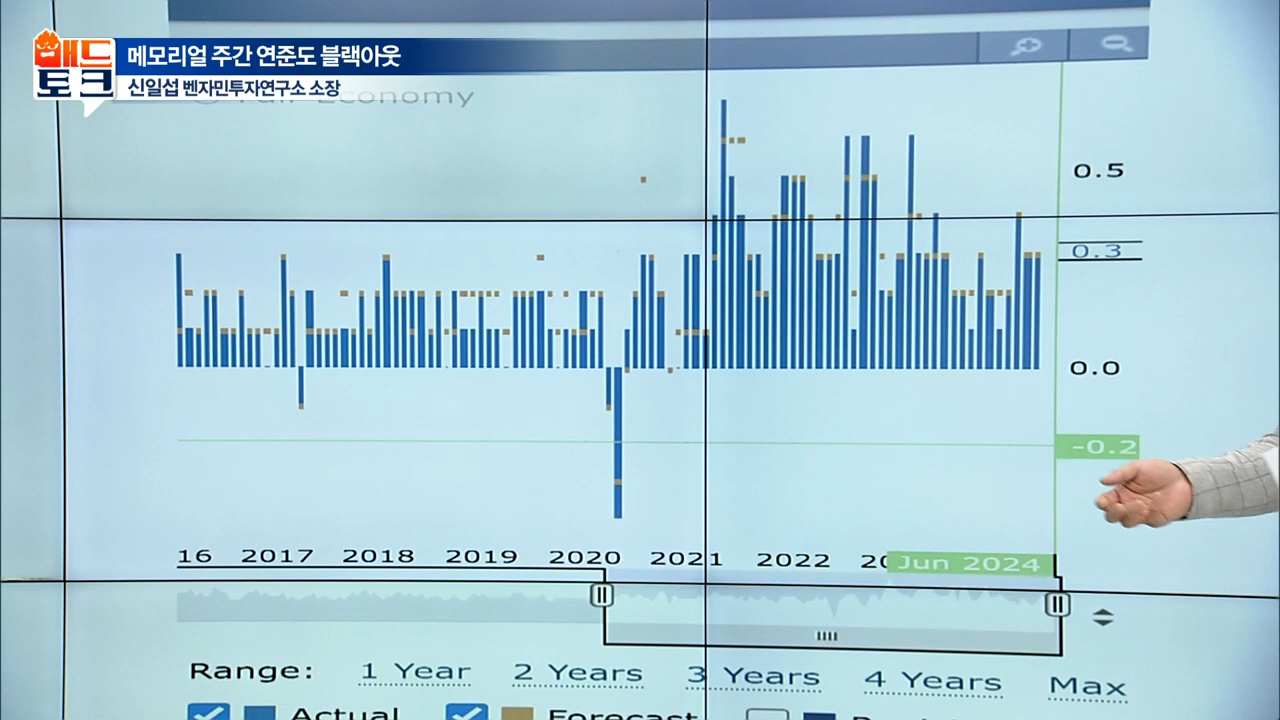 배드
토크
메모리얼 주간 연준도 블랙아웃
신일섭 벤자민투자연구소 소장
Economy
0.5
0.3
0.0
-0.2
16 2017 2018 2019 2020 2021 2022 20 Jun 2024
Range: 1 Year 2 Years 3 Years 4 Years Max
Actual Forecast